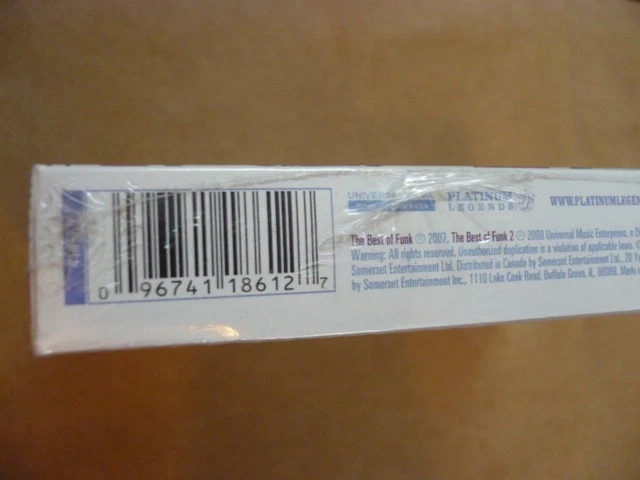 0 96741 18612 7
PLATINUM
LEGENDS
WWW.PLATINUMLEGEN
The Best of Funk ℗ 2007, The Best of Funk 2 ℗ 2008 Universal Music Enterprises, a D
Warning: All rights reserved. Unauthorized duplication is a violation of applicable laws.
Somerset Entertainment Ltd. Distributed in Canada by Somerset Entertainment Ltd., 20
by Somerset Entertainment Inc., 1110 Lake Cook Road, Buffalo Grove, IL 60089. Made in